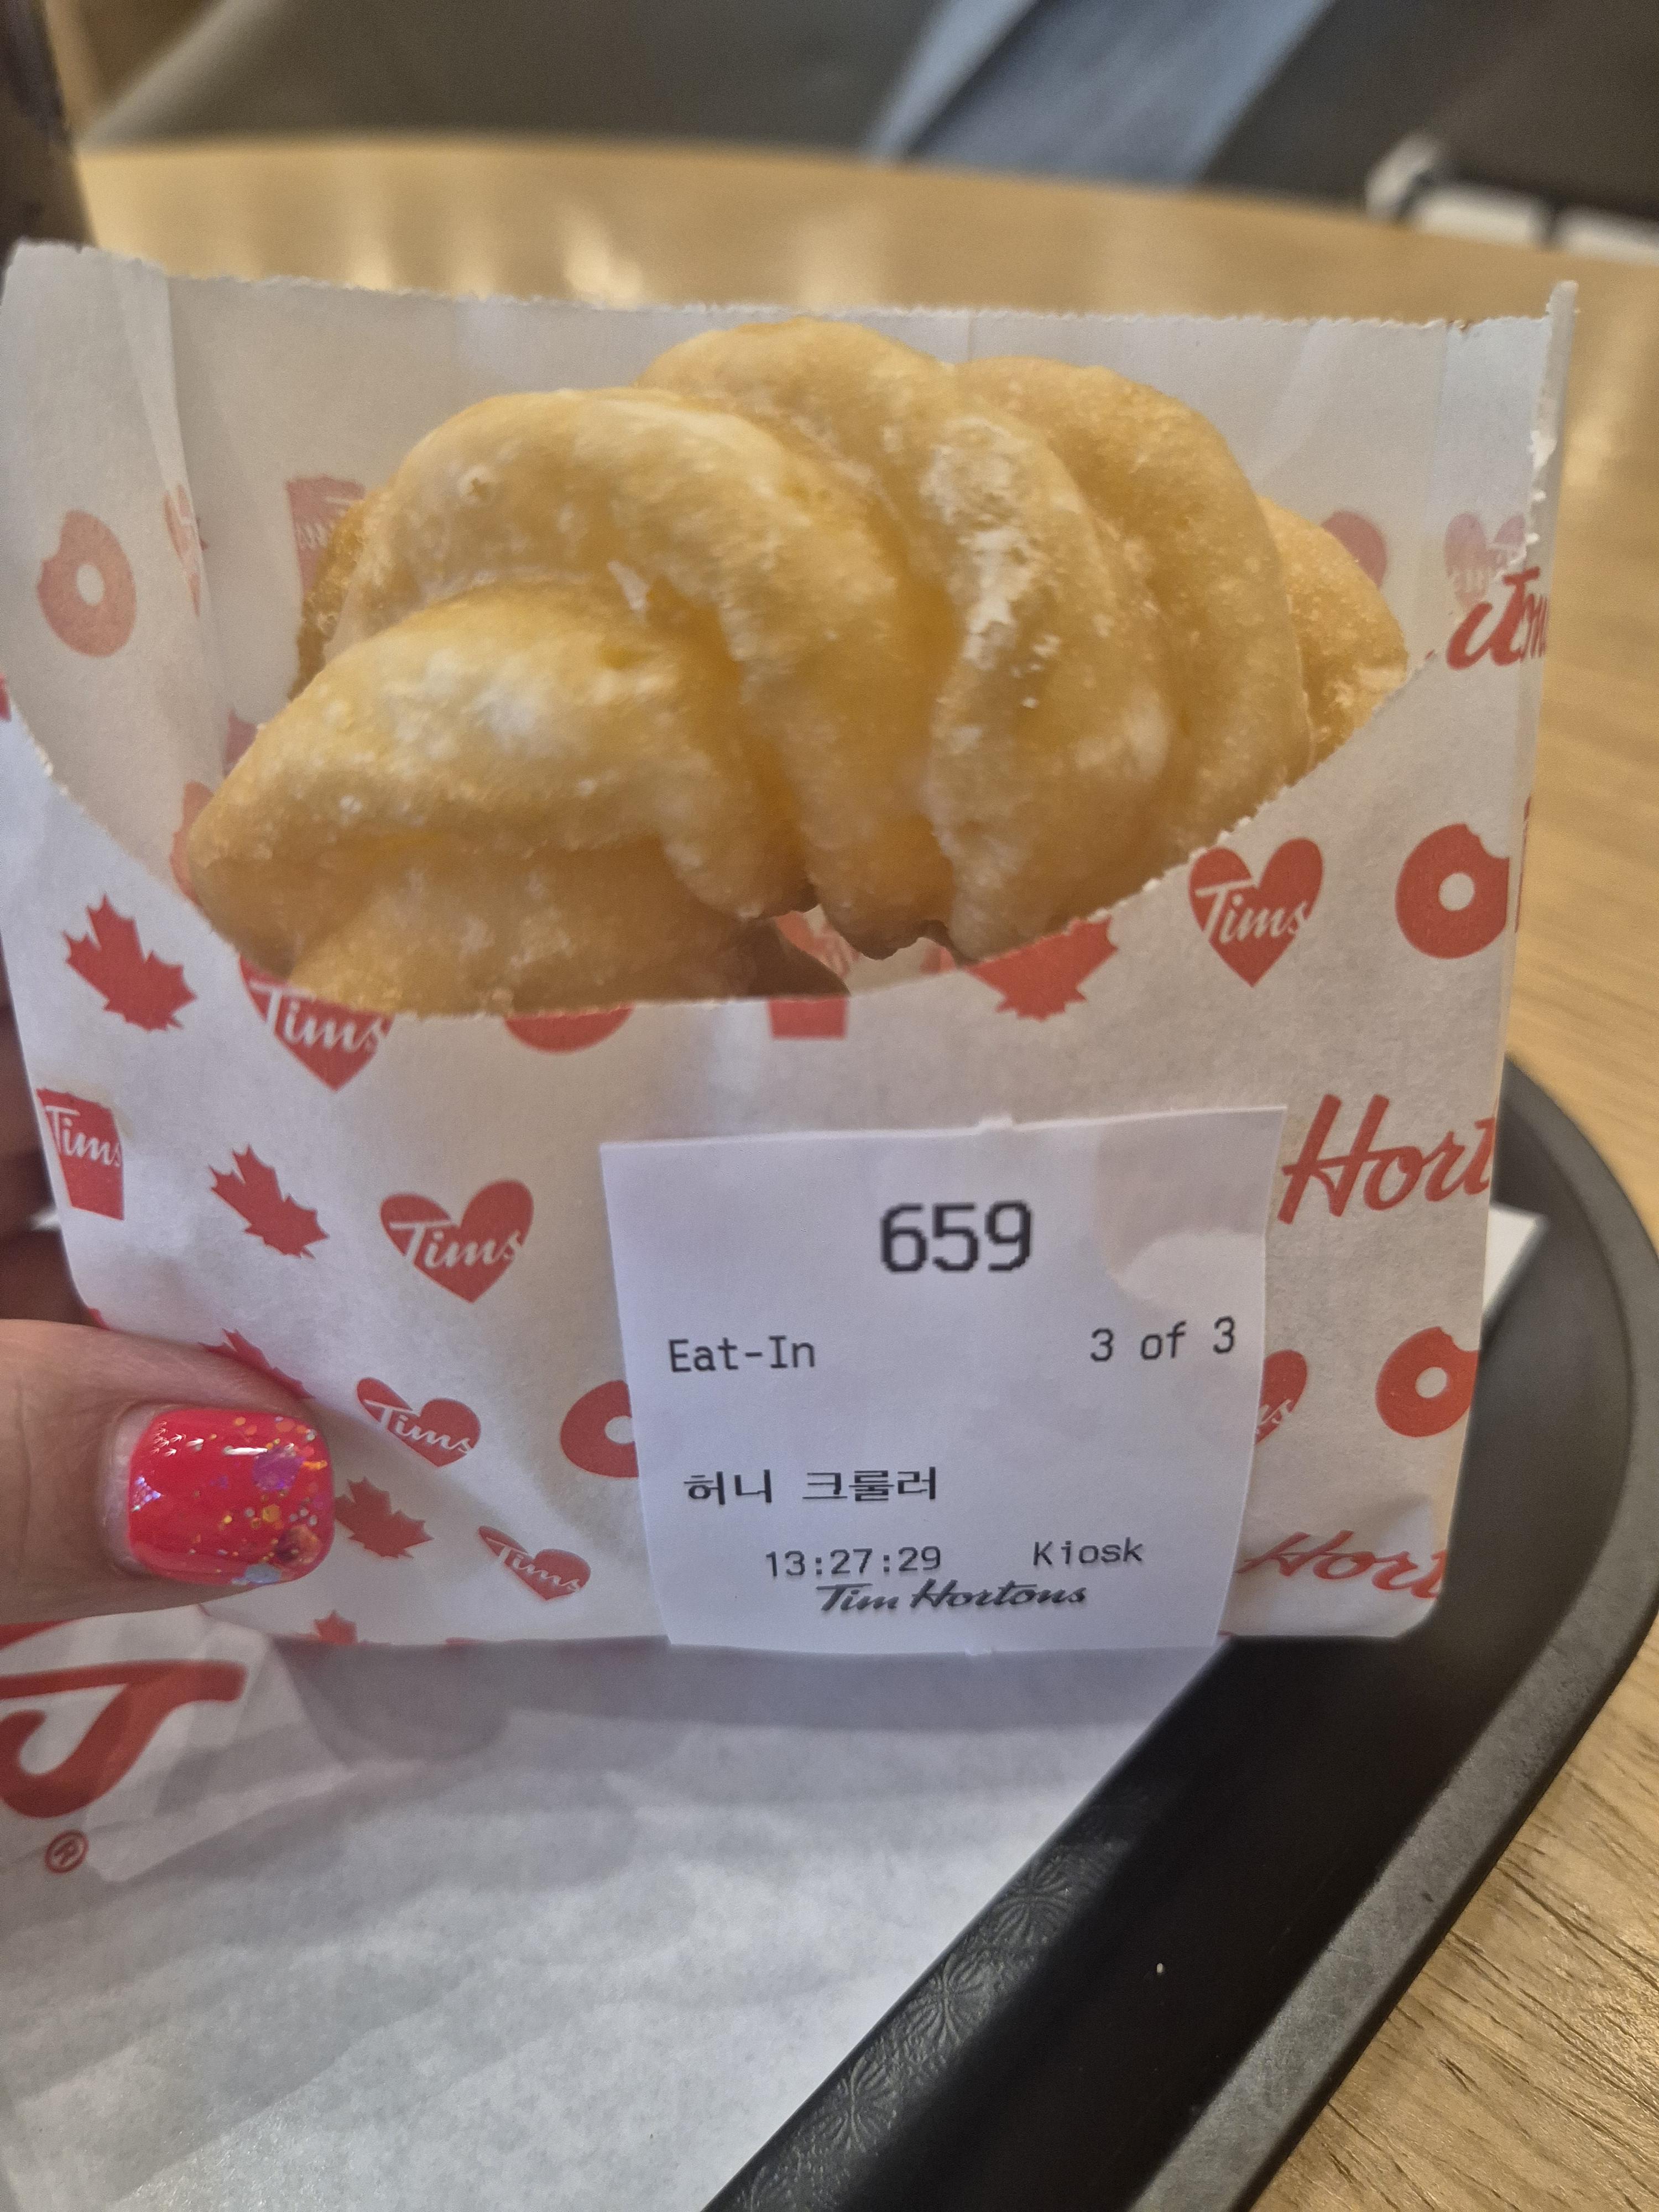 Tims
Tims
Tims
Hort
Tims
659
Eat-In 3 of 3
Tims
허니 크룰러
Tims
13:27:29 Kiosk
Hort
Tim Hortons
®